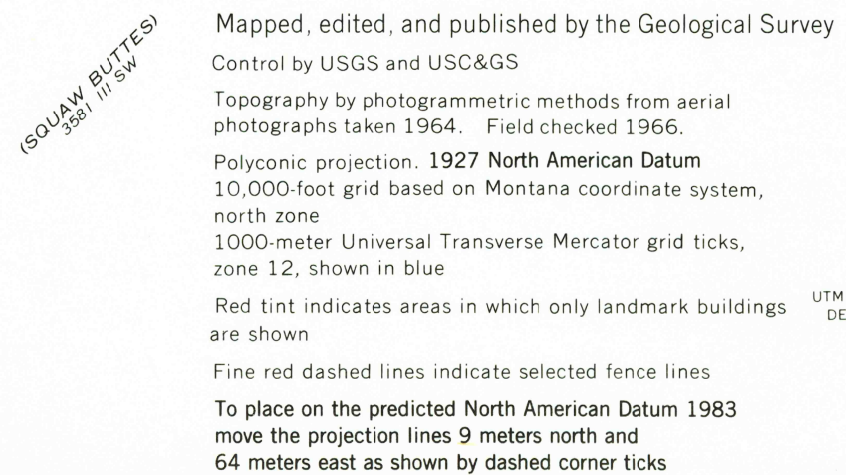 (SQUAW BUTTES)
3581 III SW
Mapped, edited, and published by the Geological Survey
Control by USGS and USC&GS
Topography by photogrammetric methods from aerial
photographs taken 1964. Field checked 1966.
Polyconic projection. 1927 North American Datum
10,000-foot grid based on Montana coordinate system,
north zone
1000-meter Universal Transverse Mercator grid ticks,
zone 12, shown in blue
Red tint indicates areas in which only landmark buildings
are shown
UTM
DE
Fine red dashed lines indicate selected fence lines
To place on the predicted North American Datum 1983
move the projection lines 9 meters north and
64 meters east as shown by dashed corner ticks